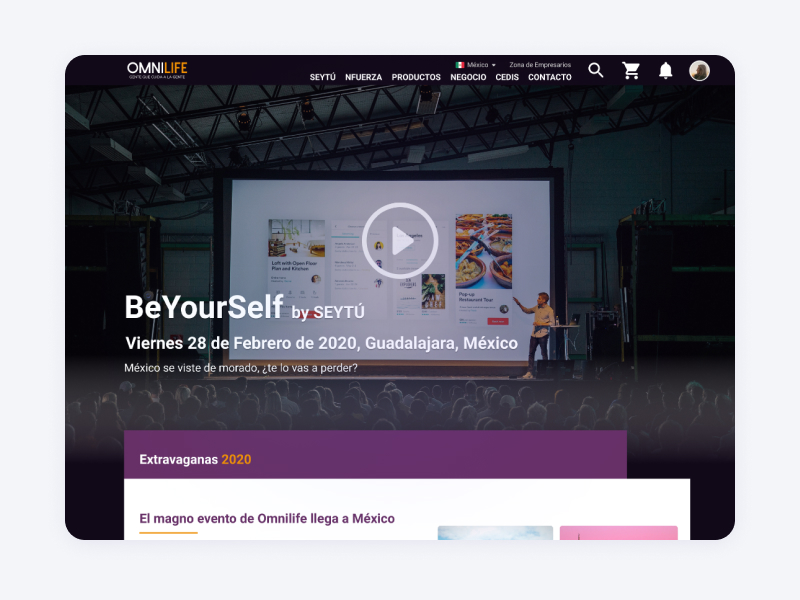 OMNILIFE
GENTE QUE CUIDA A LA GENTE
México
Zona de Empresarios
SEYTÚ NFUERZA PRODUCTOS NEGOCIO CEDIS CONTACTO
Loft with Open Floor
Plan and Kitchen
Pop-up
Restaurant Tour
BeYourSelf by SEYTÚ
Viernes 28 de Febrero de 2020, Guadalajara, México
México se viste de morado, ¿te lo vas a perder?
Extravaganas 2020
El magno evento de Omnilife llega a México